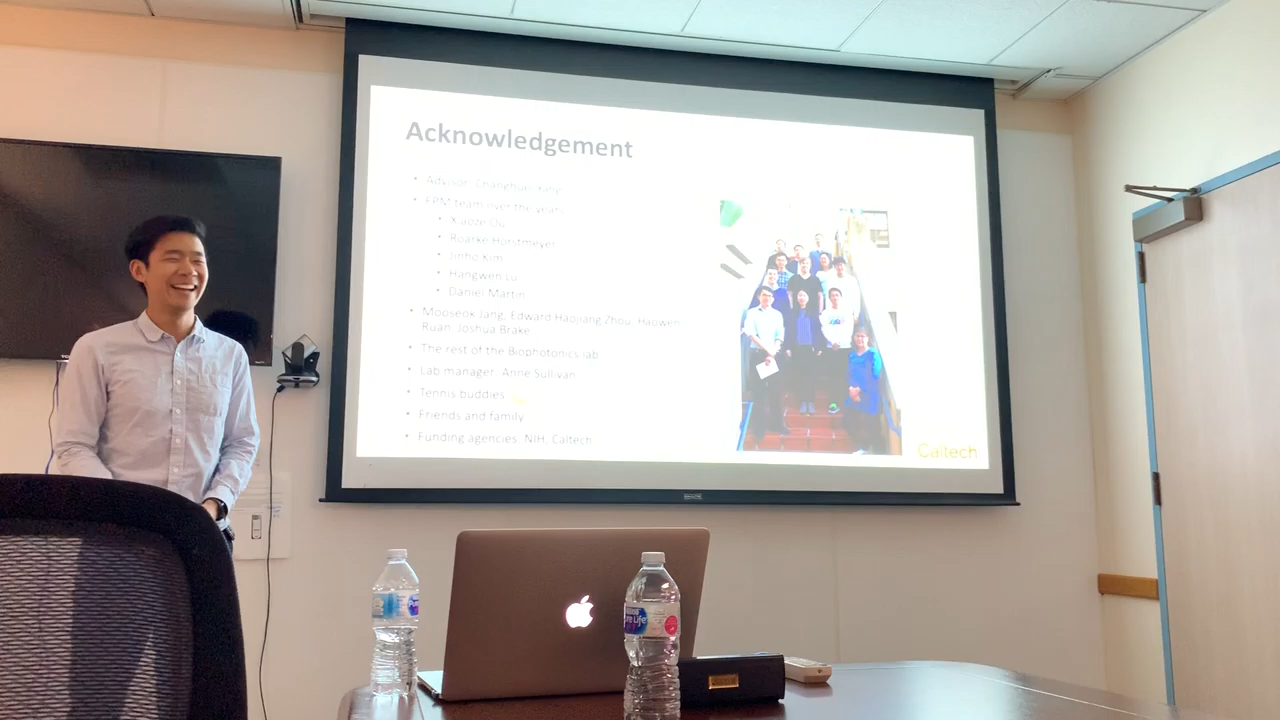 Acknowledgement
• Advisor: Changhuei Yang
• FPM team over the years
• Xiaoze Ou
• Roarke Horstmeyer
• Jinho Kim
• Hangwen Lu
• Daniel Martin
• Mooseok Jang, Edward Haojiang Zhou, Haowen
Ruan, Joshua Brake
• The rest of the Biophotonics lab
• Lab manager: Anne Sullivan
• Tennis buddies
• Friends and family
• Funding agencies: NIH, Caltech
Caltech
ure Life